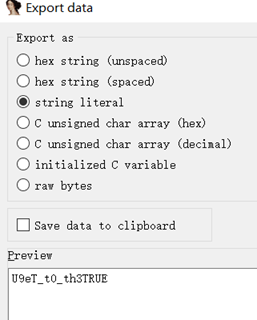 Export data
Export as
hex string (unspaced)
hex string (spaced)
string literal
C unsigned char array (hex)
C unsigned char array (decimal)
initialized C variable
raw bytes
Save data to clipboard
Preview
U9eT_t0_th3TRUE